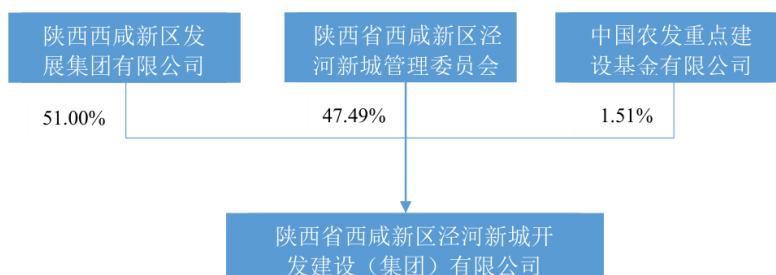 陕西西咸新区发
展集团有限公司
陕西省西咸新区泾
河新城管理委员会
中国农发重点建
设基金有限公司
51.00%
47.49%
1.51%
陕西省西咸新区泾河新城开
发建设（集团）有限公司